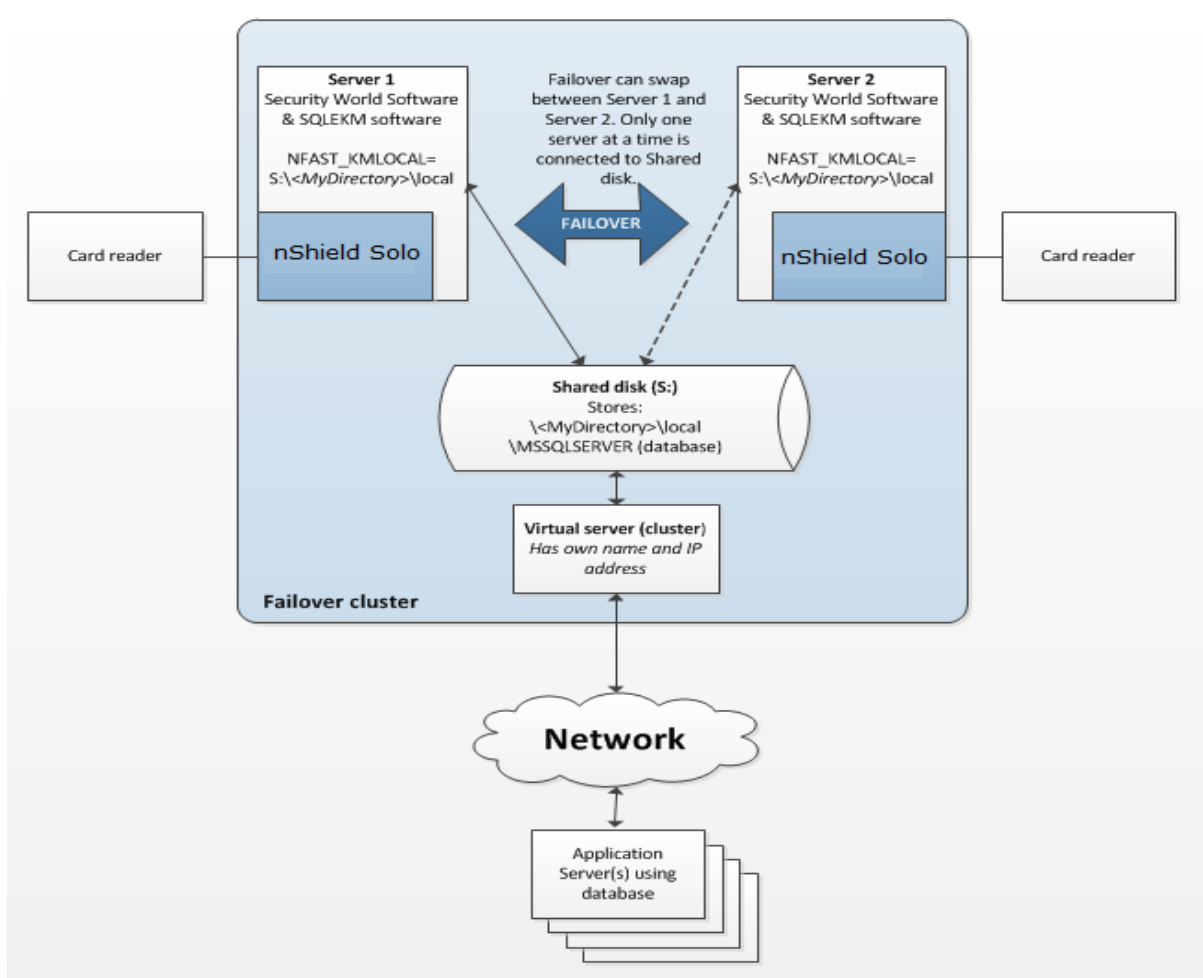 Server 1
Security World Software
& SQLEKM software
NFAST_KMLOCAL=
S:\<MyDirectory>\local
nShield Solo
Card reader
Failover can swap
between Server 1 and
Server 2. Only one
server at a time is
connected to Shared
disk.
FAILOVER
Server 2
Security World Software
& SQLEKM software
NFAST_KMLOCAL=
S:\<MyDirectory>\local
nShield Solo
Card reader
Shared disk (S:)
Stores:
\<MyDirectory>\local
\MSSQLSERVER (database)
Virtual server (cluster)
Has own name and IP
address
Failover cluster
Network
Application
Server(s) using
database